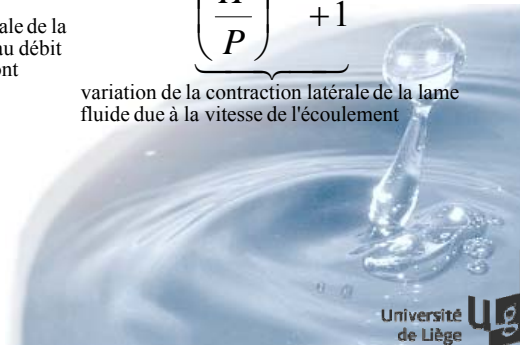 ale de la
au débit
ont
P
+1
variation de la contraction latérale de la lame
fluide due à la vitesse de l'écoulement
Université
de Liège